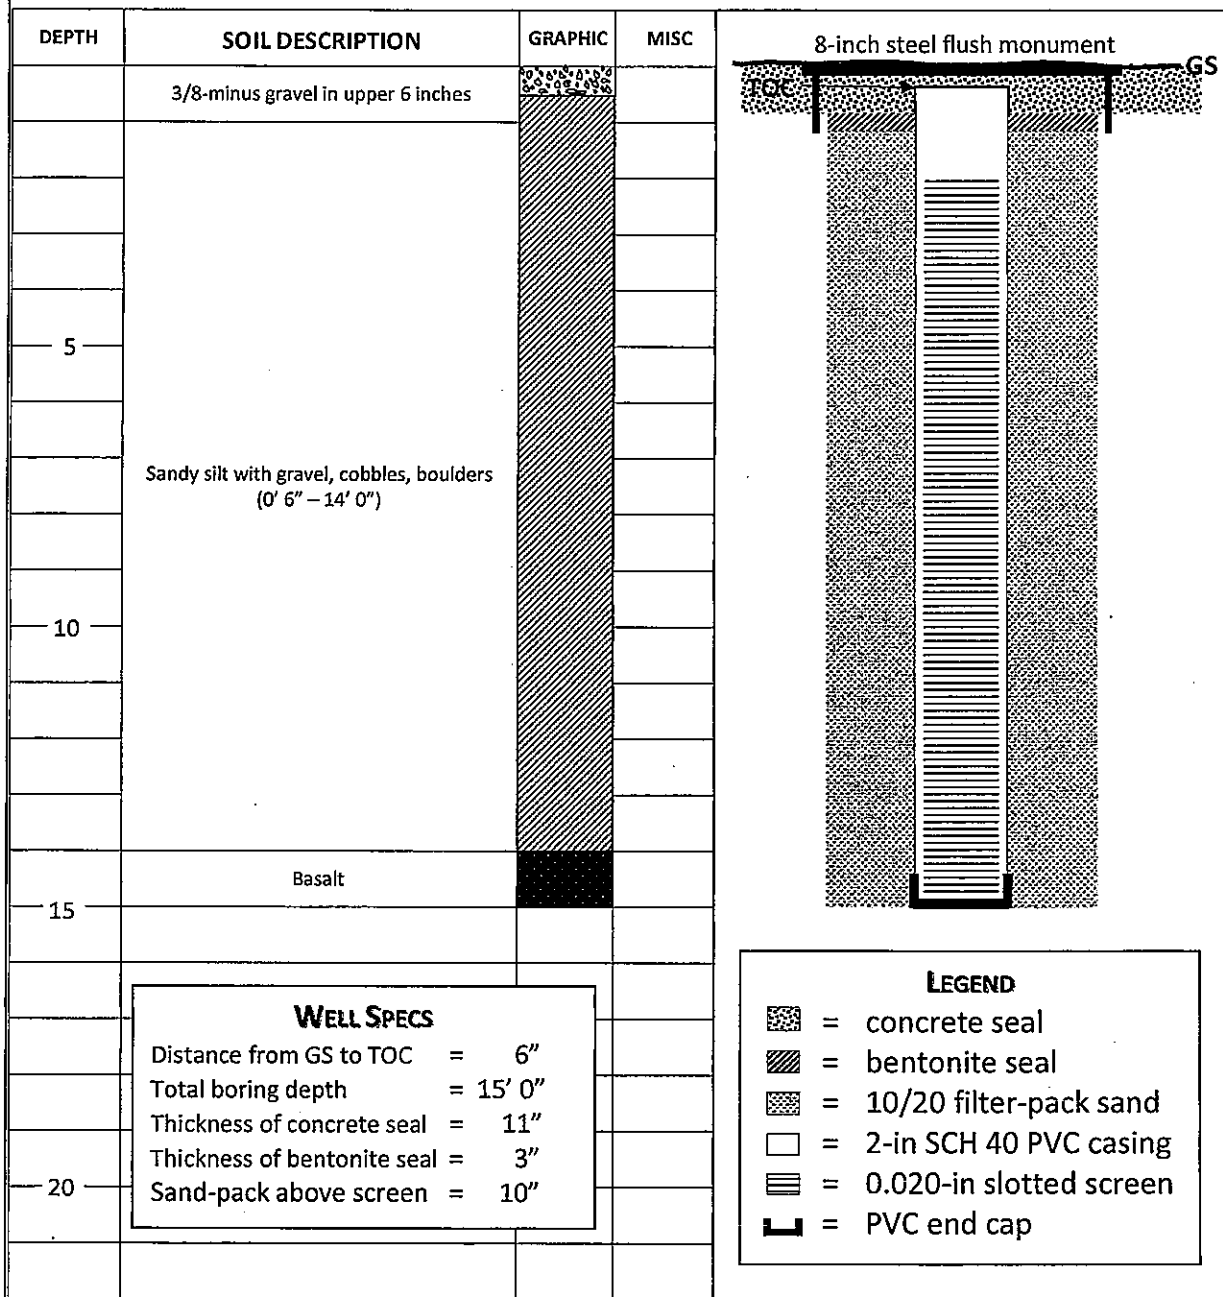 DEPTH SOIL DESCRIPTION GRAPHIC MISC
3/8-minus gravel in upper 6 inches
5
Sandy silt with gravel, cobbles, boulders
(0' 6" – 14' 0")
10
Basalt
15
20
WELL SPECS
Distance from GS to TOC = 6"
Total boring depth = 15' 0"
Thickness of concrete seal = 11"
Thickness of bentonite seal = 3"
Sand-pack above screen = 10"
8-inch steel flush monument
GS
TOC
LEGEND
= concrete seal
= bentonite seal
= 10/20 filter-pack sand
= 2-in SCH 40 PVC casing
= 0.020-in slotted screen
= PVC end cap